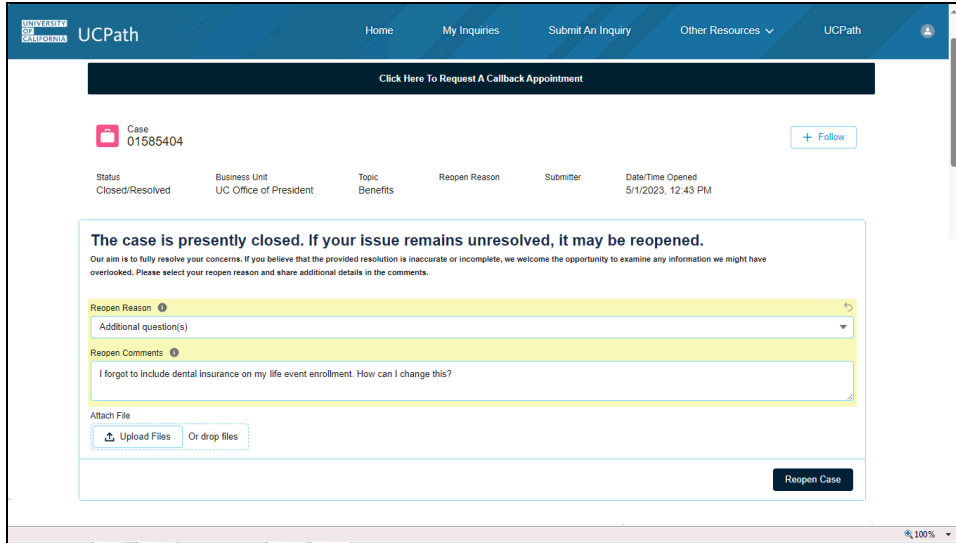 UNIVERSITY
OF
CALIFORNIA
UCPath
Home My Inquiries Submit An Inquiry Other Resources UCPath
Click Here To Request A Callback Appointment
Case
01585404
+ Follow
Status Business Unit Topic Reopen Reason Submitter Date/Time Opened
Closed/Resolved UC Office of President Benefits 5/1/2023, 12:43 PM
The case is presently closed. If your issue remains unresolved, it may be reopened.
Our aim is to fully resolve your concerns. If you believe that the provided resolution is inaccurate or incomplete, we welcome the opportunity to examine any information we might have
overlooked. Please select your reopen reason and share additional details in the comments.
Reopen Reason
Additional question(s)
Reopen Comments
I forgot to include dental insurance on my life event enrollment. How can I change this?
Attach File
Upload Files Or drop files
Reopen Case
100%